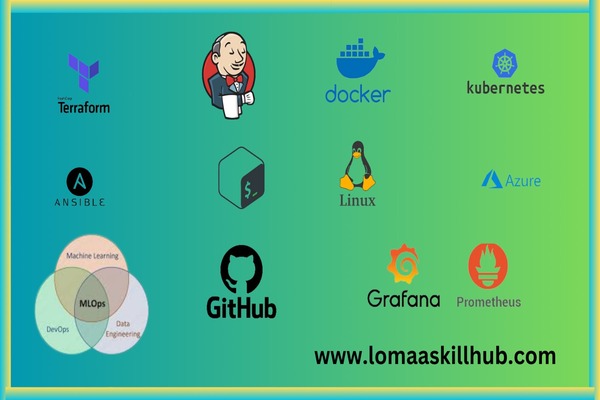 Terraform
docker
kubernetes
ANSIBLE
$_
Linux
Azure
Machine Learning
MLOps
DevOps
Data
Engineering
GitHub
Grafana
Prometheus
www.lomaaskillhub.com